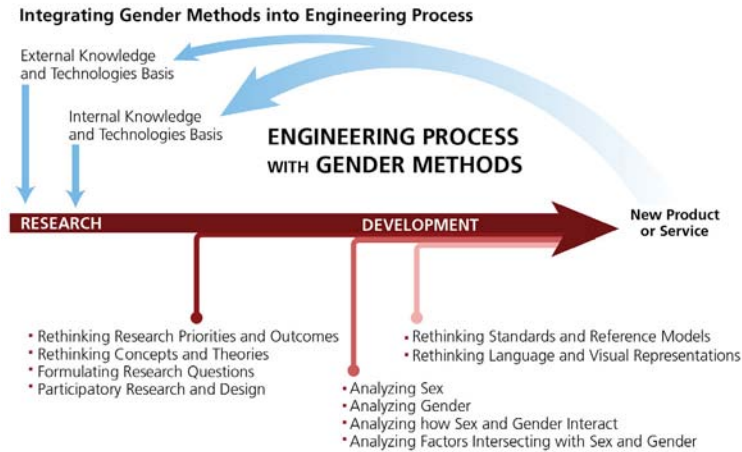 Integrating Gender Methods into Engineering Process
External Knowledge
and Technologies Basis
Internal Knowledge
and Technologies Basis
ENGINEERING PROCESS
WITH GENDER METHODS
RESEARCH
DEVELOPMENT
New Product
or Service
▪ Rethinking Research Priorities and Outcomes
▪ Rethinking Concepts and Theories
▪ Formulating Research Questions
▪ Participatory Research and Design
▪ Rethinking Standards and Reference Models
▪ Rethinking Language and Visual Representations
▪ Analyzing Sex
▪ Analyzing Gender
▪ Analyzing how Sex and Gender Interact
▪ Analyzing Factors Intersecting with Sex and Gender